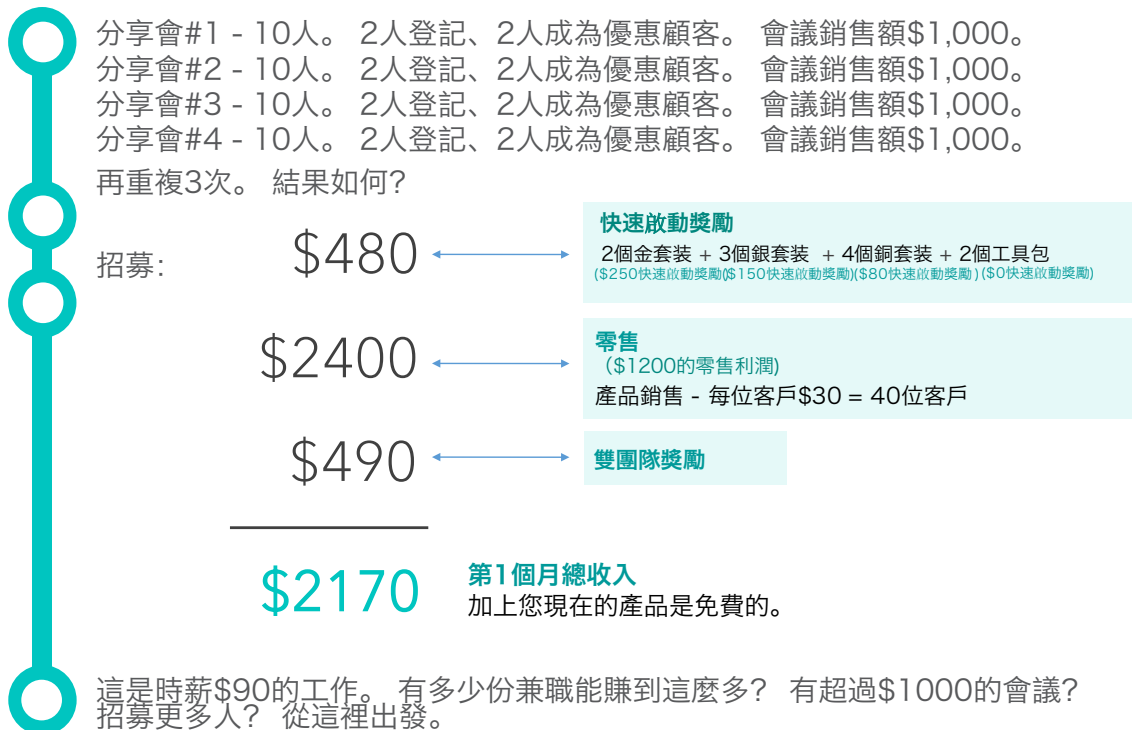 分享會#1 - 10人。 2人登記、2人成為優惠顧客。 會議銷售額$1,000。
分享會#2 - 10人。 2人登記、2人成為優惠顧客。 會議銷售額$1,000。
分享會#3 - 10人。 2人登記、2人成為優惠顧客。 會議銷售額$1,000。
分享會#4 - 10人。 2人登記、2人成為優惠顧客。 會議銷售額$1,000。
再重複3次。 結果如何?
招募:
$480
快速啟動獎勵
2個金套装 + 3個銀套装 + 4個銅套装 + 2個工具包
($250快速啟動獎勵)($150快速啟動獎勵)($80快速啟動獎勵) ($0快速啟動獎勵)
$2400
零售
（$1200的零售利潤)
產品銷售 - 每位客戶$30 = 40位客戶
$490
雙團隊獎勵
$2170
第1個月總收入
加上您現在的產品是免費的。
這是時薪$90的工作。 有多少份兼職能賺到這麼多? 有超過$1000的會議?
招募更多人? 從這裡出發。